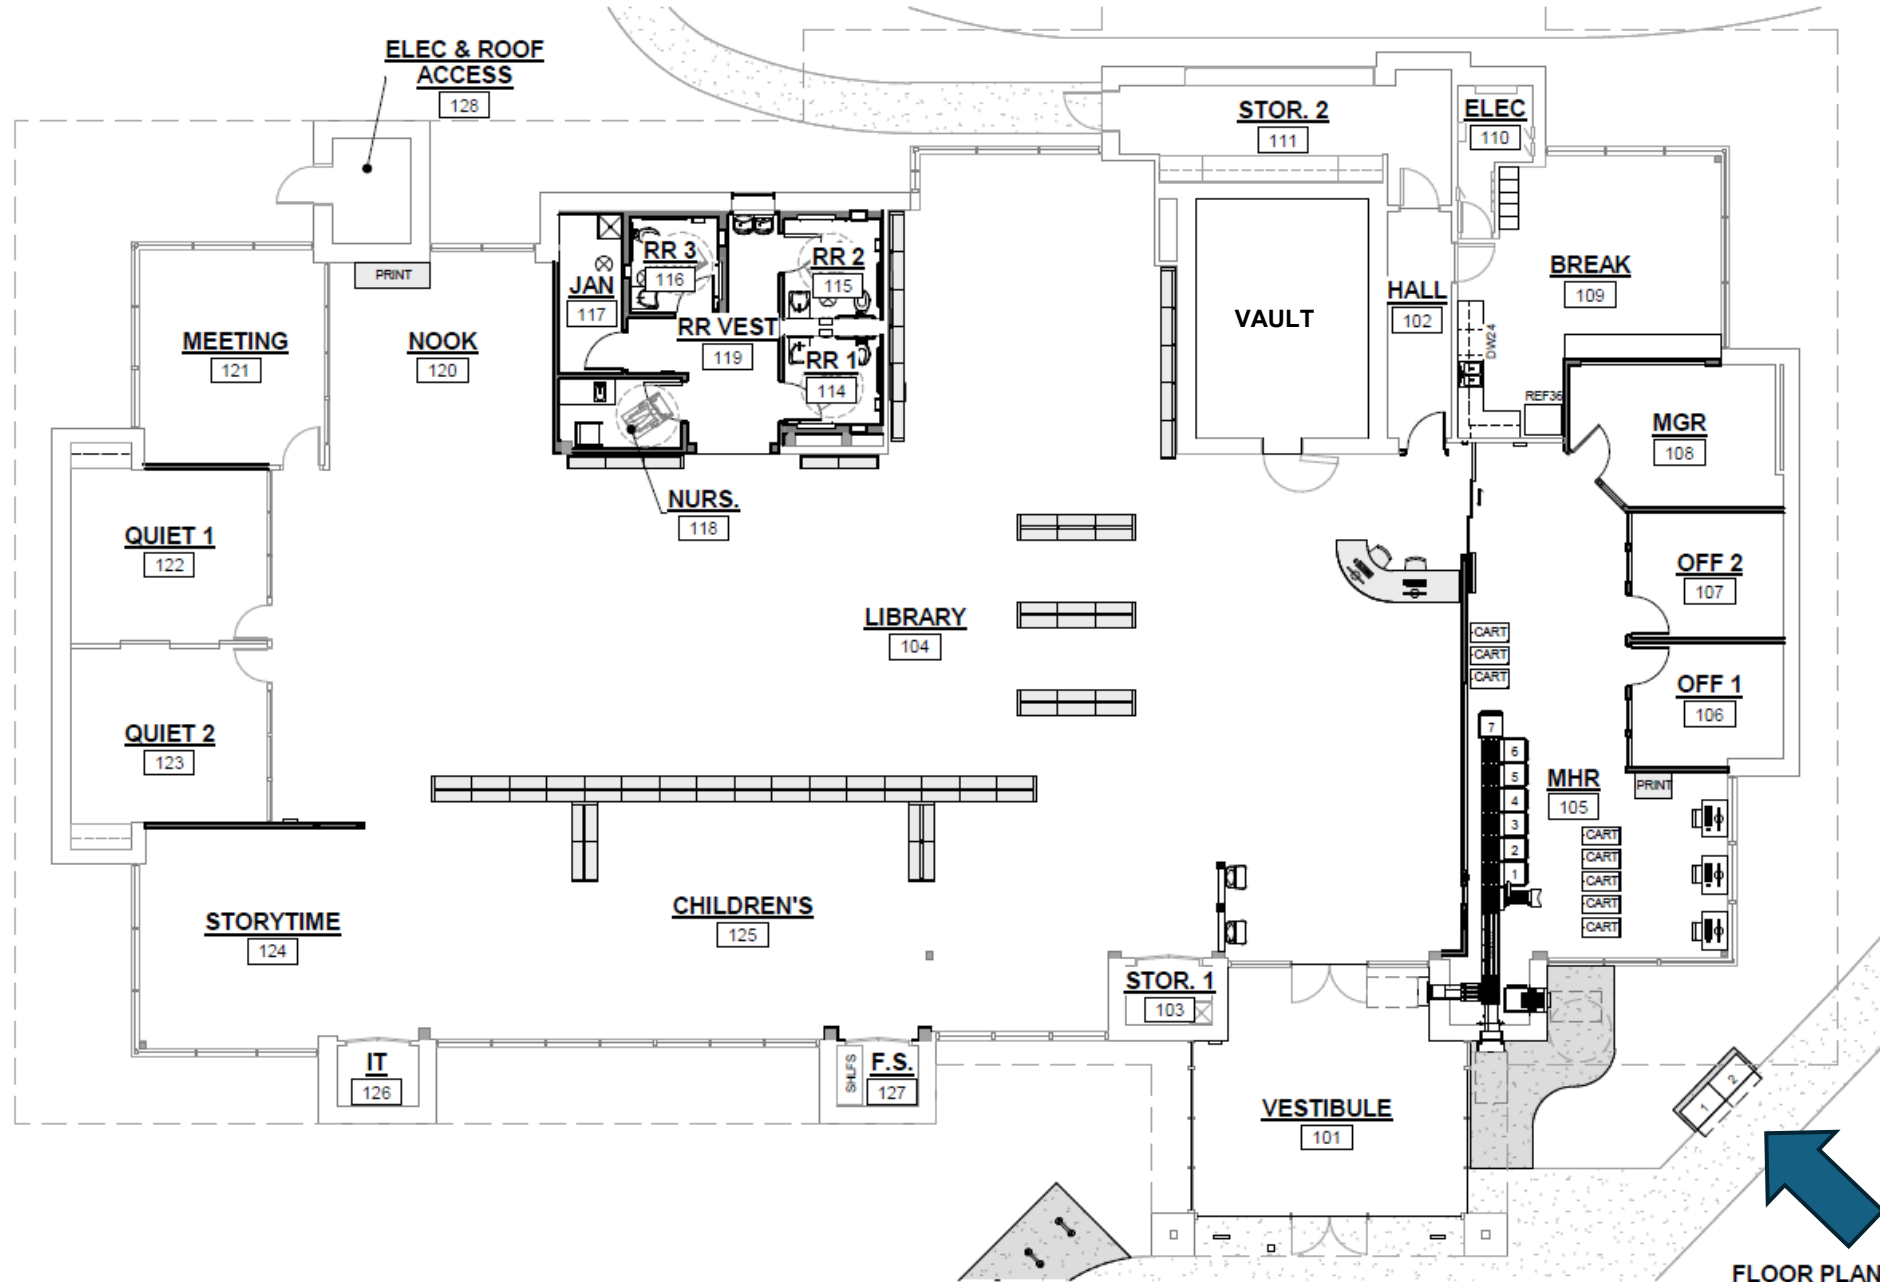 ELEC & ROOF
ACCESS
128
STOR. 2
111
ELEC
110
PRINT
MEETING
121
NOOK
120
JAN
117
RR 3
116
RR VEST
119
RR 2
115
RR 1
114
VAULT
HALL
102
BREAK
109
DW24
REF36
MGR
108
NURS.
118
QUIET 1
122
OFF 2
107
LIBRARY
104
CART
CART
CART
OFF 1
106
QUIET 2
123
7
6
5
4
3
2
1
MHR
105
PRINT
CART
CART
CART
CART
CART
STORYTIME
124
CHILDREN'S
125
STOR. 1
103
IT
126
SHLFS
F.S.
127
VESTIBULE
101
1
2
FLOOR PLAN